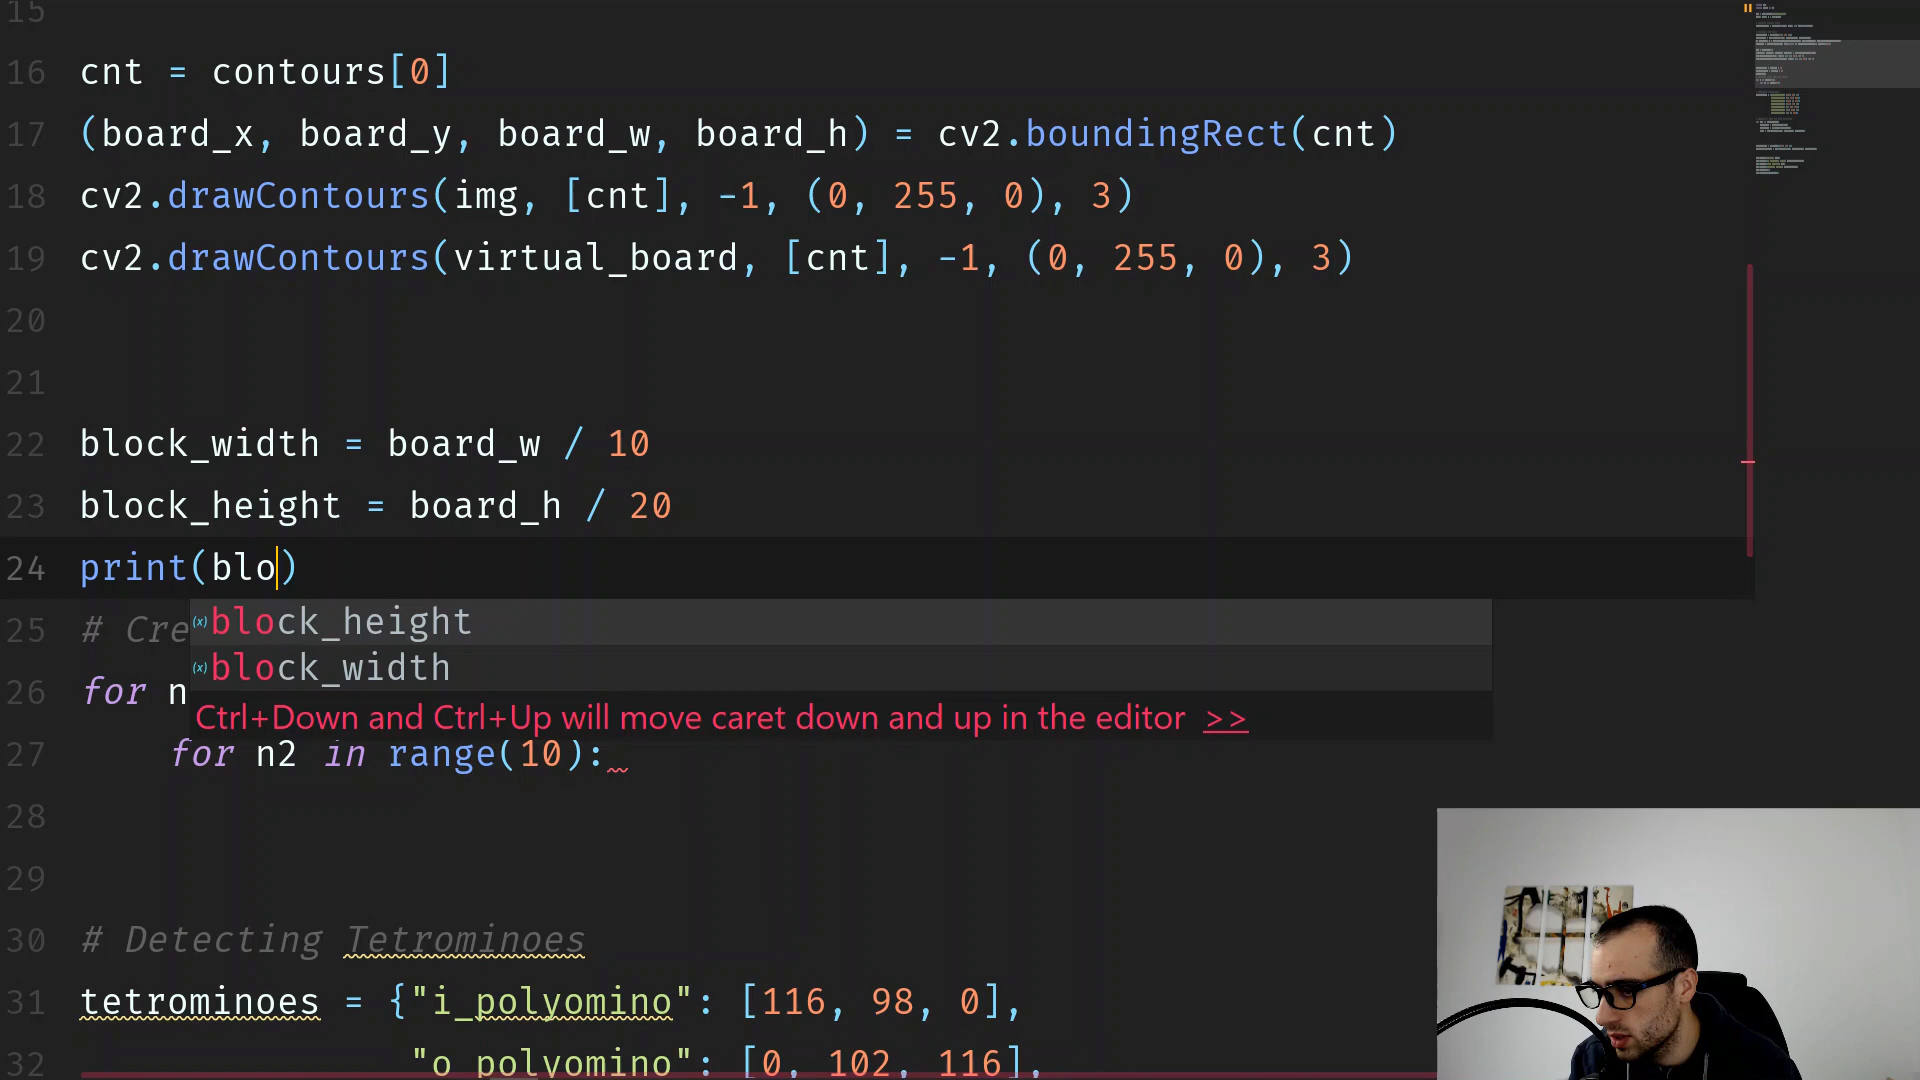 15
16 cnt = contours[0]
17 (board_x, board_y, board_w, board_h) = cv2.boundingRect(cnt)
18 cv2.drawContours(img, [cnt], -1, (0, 255, 0), 3)
19 cv2.drawContours(virtual_board, [cnt], -1, (0, 255, 0), 3)
20
21
22 block_width = board_w / 10
23 block_height = board_h / 20
24 print(blo)
block_height
25 # Cre
block_width
26 for n
Ctrl+Down and Ctrl+Up will move caret down and up in the editor >>
27 for n2 in range(10):
28
29
30 # Detecting Tetrominoes
31 tetrominoes = {"i_polyomino": [116, 98, 0],
32 "o_polyomino": [0, 102, 116],